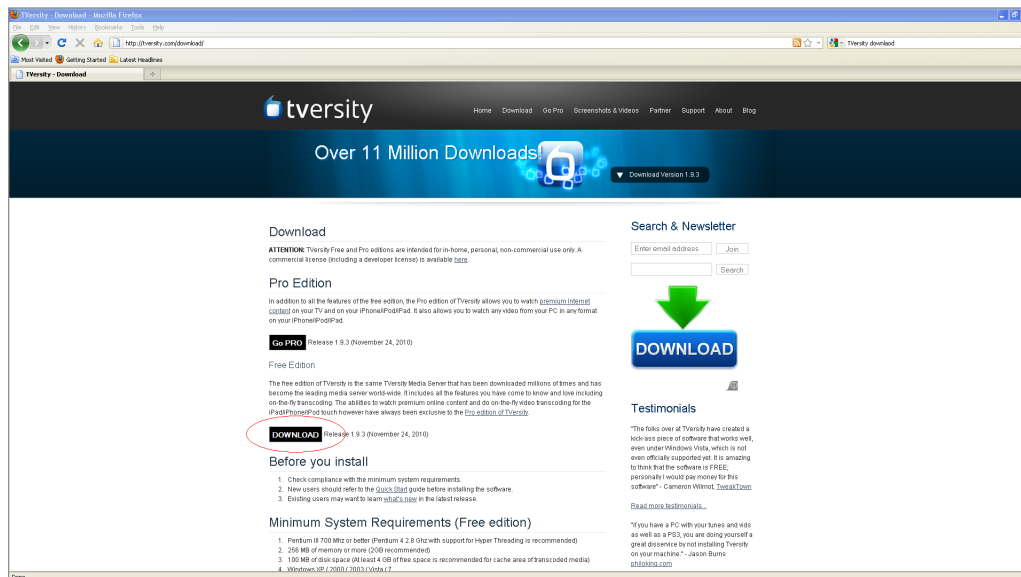 TVersity - Download - Mozilla Firefox
File Edit View History Bookmarks Tools Help
http://tversity.com/download/
TVersity downlaod
Most Visited Getting Started Latest Headlines
TVersity - Download
tversity
Home Download Go Pro Screenshots & Videos Partner Support About Blog
Over 11 Million Downloads!
Download Version 1.9.3
Download
ATTENTION: TVersity Free and Pro editions are intended for in-home, personal, non-commercial use only. A
commercial license (including a developer license) is available here.
Pro Edition
In addition to all the features of the free edition, the Pro edition of TVersity allows you to watch premium Internet
content on your TV and on your iPhone/iPod/iPad. It also allows you to watch any video from your PC in any format
on your iPhone/iPod/iPad.
Go PRO Release 1.9.3 (November 24, 2010)
Free Edition
The free edition of TVersity is the same TVersity Media Server that has been downloaded millions of times and has
become the leading media server world-wide. It includes all the features you have come to know and love including
on-the-fly transcoding. The abilities to watch premium online content and do on-the-fly video transcoding for the
iPad/iPhone/iPod touch however have always been exclusive to the Pro edition of TVersity.
DOWNLOAD Release 1.9.3 (November 24, 2010)
Before you install
1. Check compliance with the minimum system requirements.
2. New users should refer to the Quick Start guide before installing the software.
3. Existing users may want to learn what's new in the latest release.
Minimum System Requirements (Free edition)
1. Pentium III 700 Mhz or better (Pentium 4 2.8 Ghz with support for Hyper Threading is recommended)
2. 256 MB of memory or more (2GB recommended)
3. 100 MB of disk space (At least 4 GB of free space is recommended for cache area of transcoded media)
4. Windows XP / 2000 / 2003 / Vista / 7
Search & Newsletter
Enter email address Join
Search
DOWNLOAD
Testimonials
"The folks over at TVersity have created a
kick-ass piece of software that works well,
even under Windows Vista, which is not
even officially supported yet. It is amazing
to think that the software is FREE;
personally I would pay money for this
software" - Cameron Wilmot, TweakTown
Read more testimonials...
"If you have a PC with your tunes and vids
as well as a PS3, you are doing yourself a
great disservice by not installing Tversity
on your machine." - Jason Burns
philoking.com
Done